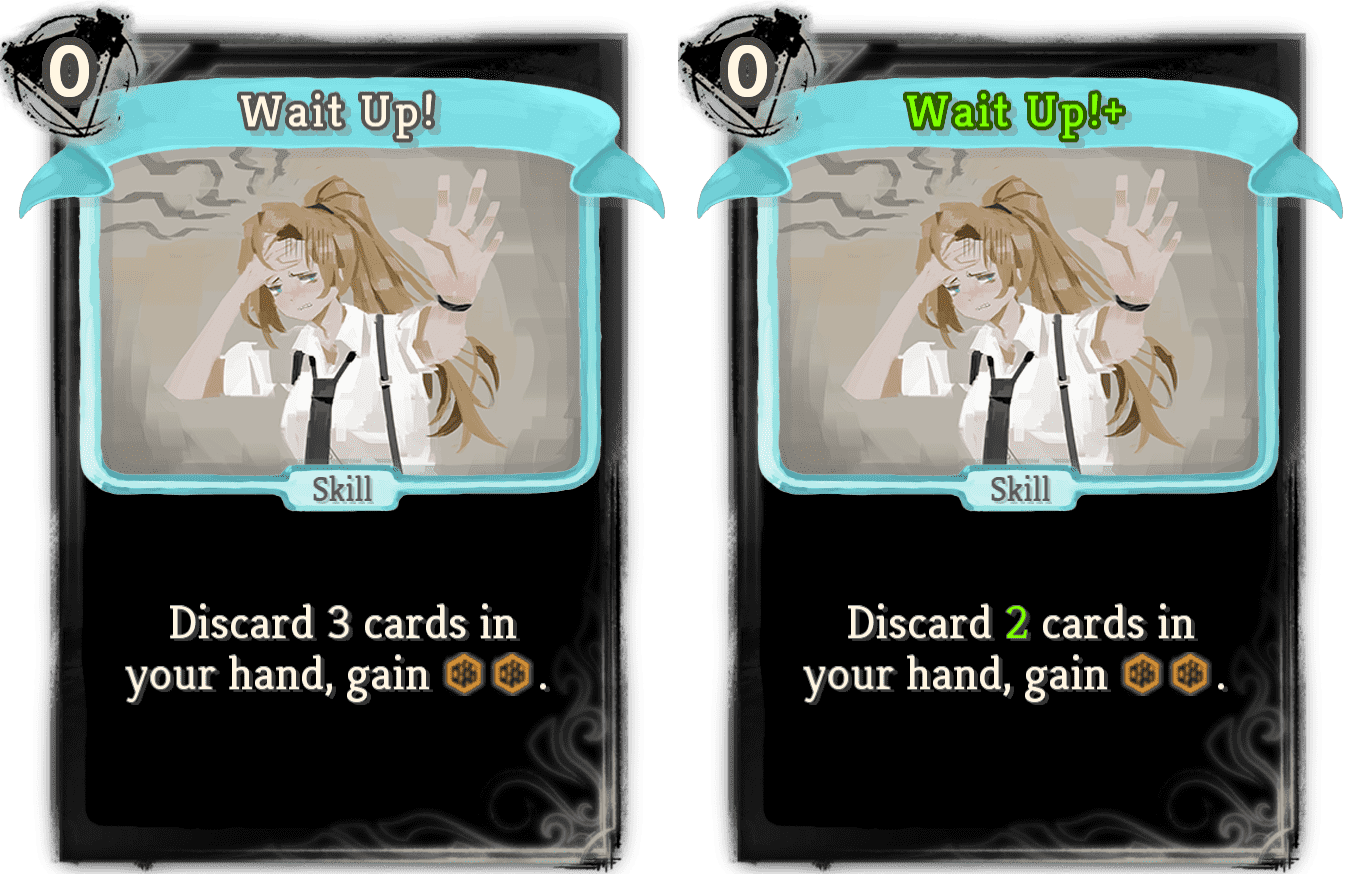 0
Wait Up!
Skill
Discard 3 cards in
your hand, gain .
0
Wait Up!+
Skill
Discard 2 cards in
your hand, gain .